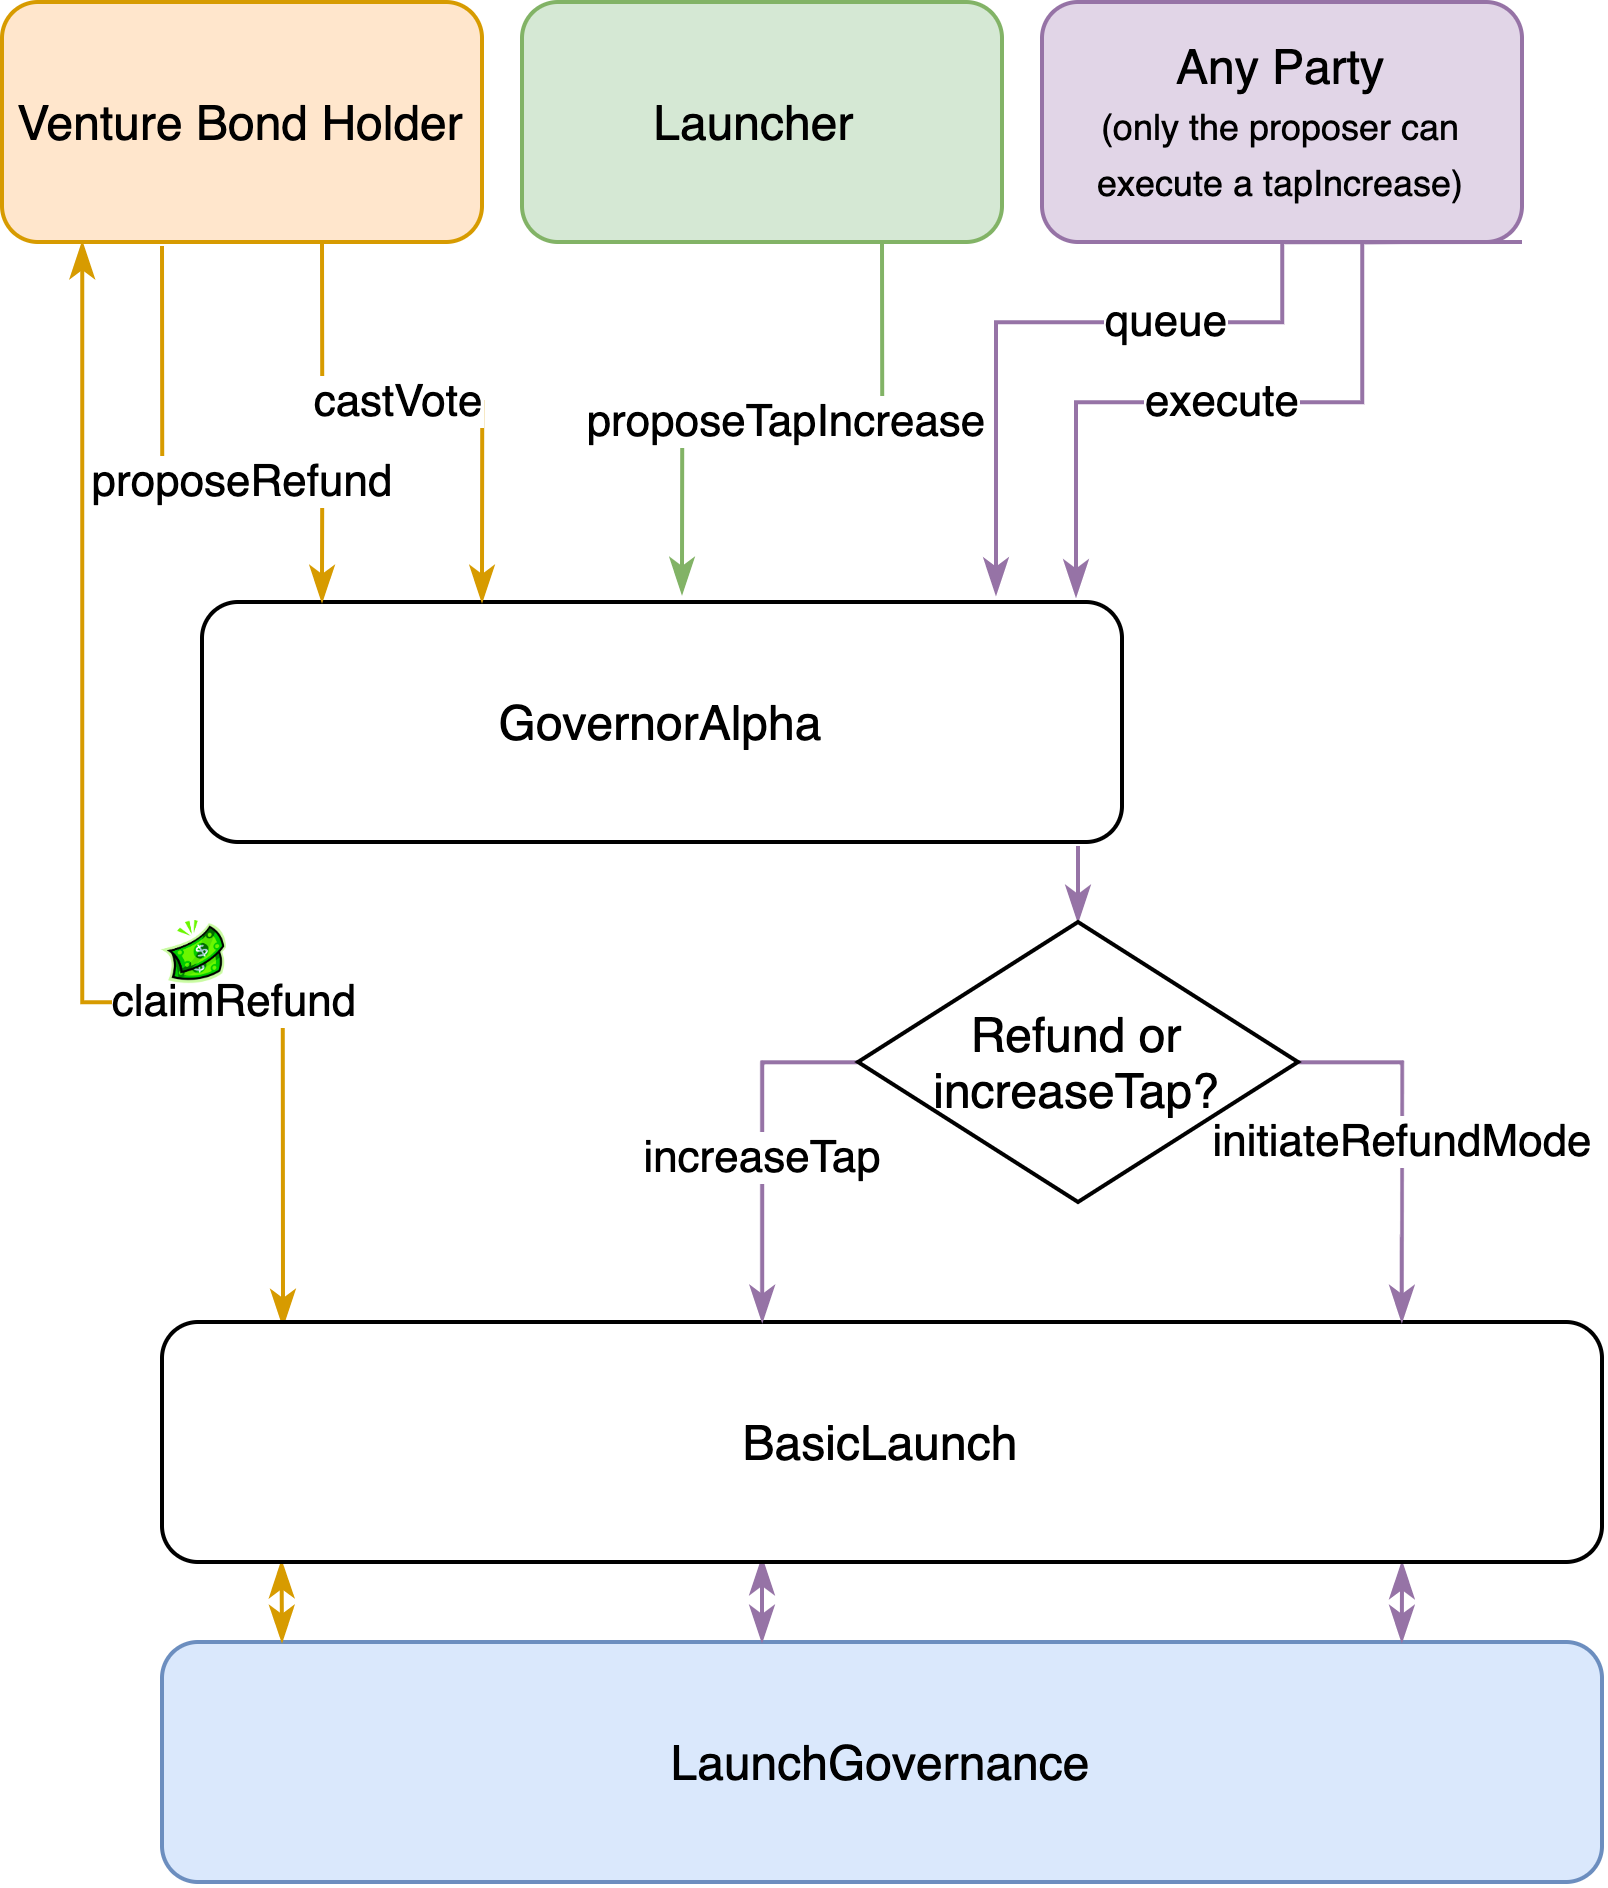 Venture Bond Holder
Launcher
Any Party
(only the proposer can
execute a tapIncrease)
queue
castVote
proposeTapIncrease
execute
proposeRefund
GovernorAlpha
claimRefund
Refund or
increaseTap?
increaseTap
initiateRefundMode
BasicLaunch
LaunchGovernance